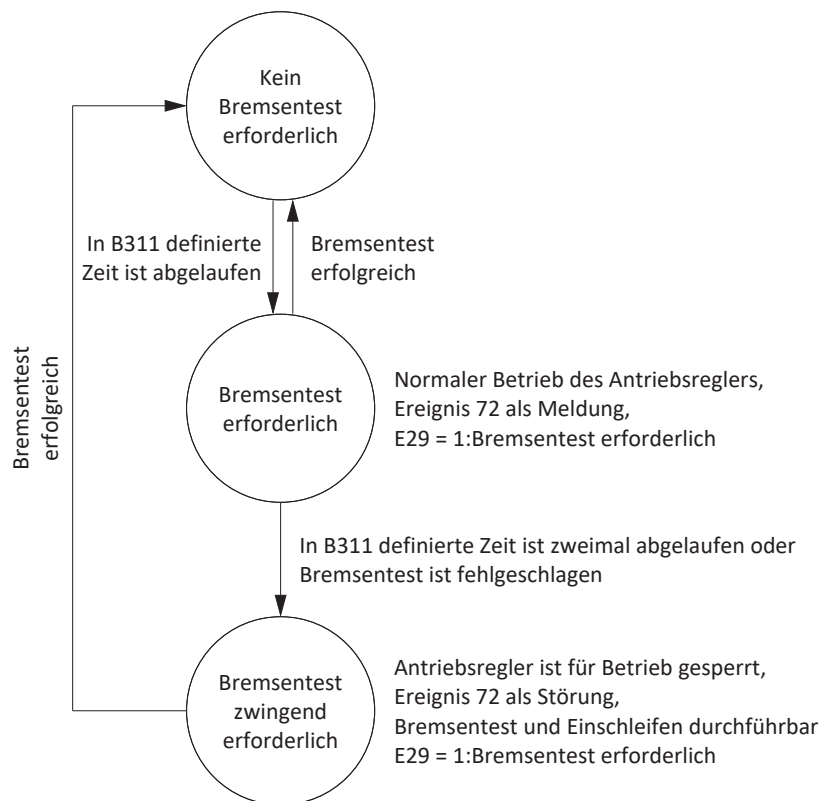 Kein
Bremsentest
erforderlich
In B311 definierte
Zeit ist abgelaufen
Bremsentest
erfolgreich
Bremsentest
erfolgreich
Bremsentest
erforderlich
Normaler Betrieb des Antriebsreglers,
Ereignis 72 als Meldung,
E29 = 1:Bremsentest erforderlich
In B311 definierte Zeit ist zweimal abgelaufen oder
Bremsentest ist fehlgeschlagen
Bremsentest
zwingend
erforderlich
Antriebsregler ist für Betrieb gesperrt,
Ereignis 72 als Störung,
Bremsentest und Einschleifen durchführbar
E29 = 1:Bremsentest erforderlich